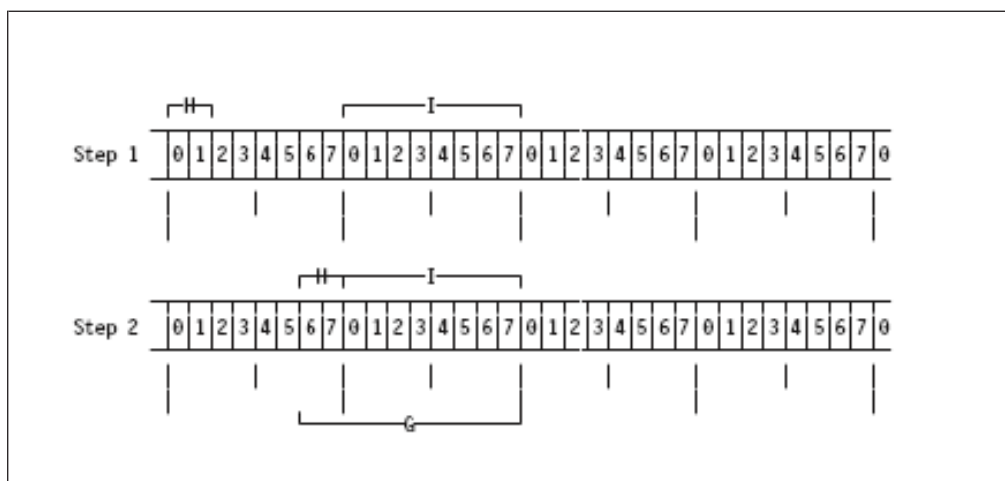 H I
Step 1 0 1 2 3 4 5 6 7 0 1 2 3 4 5 6 7 0 1 2 3 4 5 6 7 0 1 2 3 4 5 6 7 0
H I
Step 2 0 1 2 3 4 5 6 7 0 1 2 3 4 5 6 7 0 1 2 3 4 5 6 7 0 1 2 3 4 5 6 7 0
G